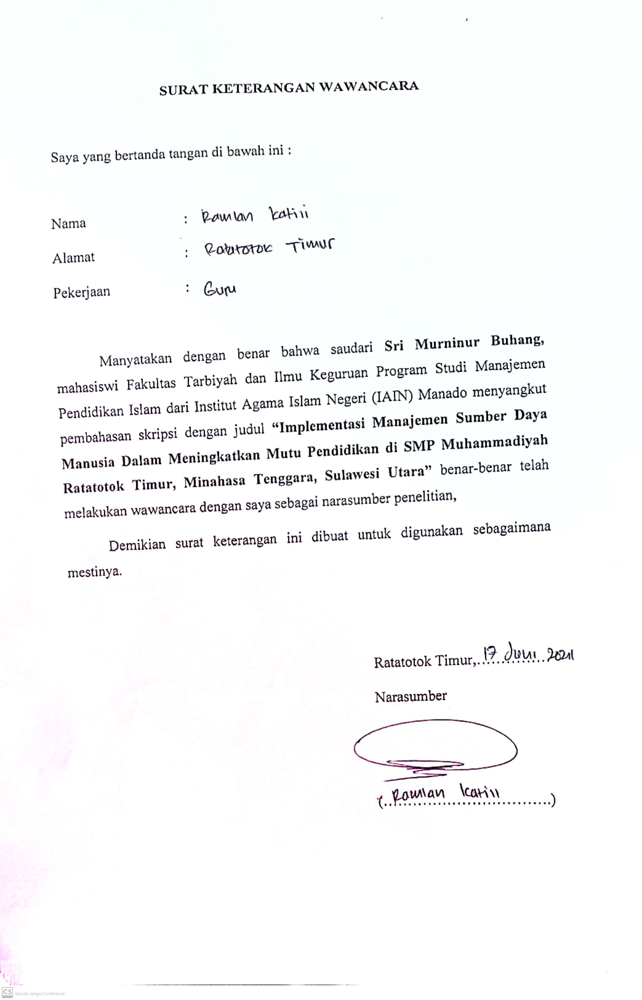 SURAT KETERANGAN WAWANCARA
Saya yang bertanda tangan di bawah ini :
Nama : Ramlan Katili
Alamat : Ratatotok Timur
Pekerjaan : Guru
Manyatakan dengan benar bahwa saudari Sri Murninur Buhang,
mahasiswi Fakultas Tarbiyah dan Ilmu Keguruan Program Studi Manajemen
Pendidikan Islam dari Institut Agama Islam Negeri (IAIN) Manado menyangkut
pembahasan skripsi dengan judul “Implementasi Manajemen Sumber Daya
Manusia Dalam Meningkatkan Mutu Pendidikan di SMP Muhammadiyah
Ratatotok Timur, Minahasa Tenggara, Sulawesi Utara” benar-benar telah
melakukan wawancara dengan saya sebagai narasumber penelitian,
Demikian surat keterangan ini dibuat untuk digunakan sebagaimana
mestinya.
Ratatotok Timur, 17 Juni 2021
Narasumber
(Ramlan Katili)
CS Dipindai dengan CamScanner